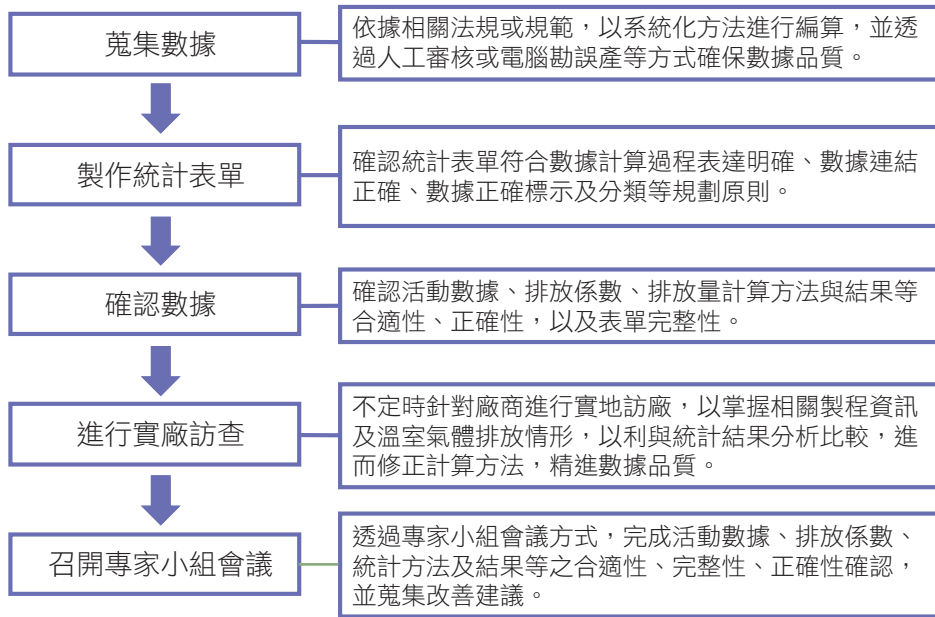 蒐集數據
依據相關法規或規範，以系統化方法進行編算，並透
過人工審核或電腦勘誤產等方式確保數據品質。
製作統計表單
確認統計表單符合數據計算過程表達明確、數據連結
正確、數據正確標示及分類等規劃原則。
確認數據
確認活動數據、排放係數、排放量計算方法與結果等
合適性、正確性，以及表單完整性。
進行實廠訪查
不定時針對廠商進行實地訪廠，以掌握相關製程資訊
及溫室氣體排放情形，以利與統計結果分析比較，進
而修正計算方法，精進數據品質。
召開專家小組會議
透過專家小組會議方式，完成活動數據、排放係數、
統計方法及結果等之合適性、完整性、正確性確認，
並蒐集改善建議。